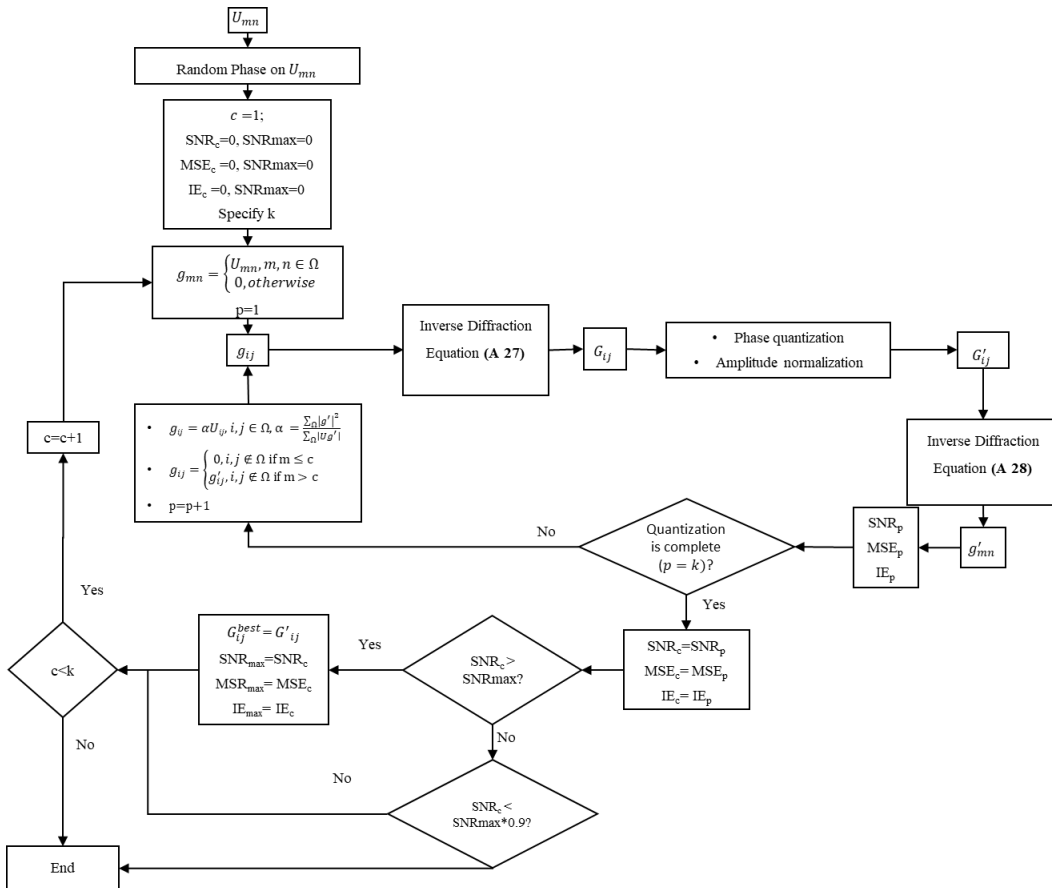 U_mn
Random Phase on U_mn
c =1;
SNR_c=0, SNRmax=0
MSE_c =0, SNRmax=0
IE_c =0, SNRmax=0
Specify k
g_mn = {U_mn, m, n ∈ Ω
0, otherwise
p=1
g_ij
Inverse Diffraction
Equation (A 27)
G_ij
• Phase quantization
• Amplitude normalization
G′_ij
Inverse Diffraction
Equation (A 28)
g′_mn
SNR_p
MSE_p
IE_p
Quantization
is complete
(p = k)?
No
• g_ij = αU_ij, i, j ∈ Ω, α = ∑_Ω|g′|² / ∑_Ω|Ug′|
• g_ij = {0, i, j ∉ Ω if m ≤ c
g′_ij, i, j ∉ Ω if m > c
• p=p+1
c=c+1
Yes
SNR_c=SNR_p
MSE_c= MSE_p
IE_c= IE_p
SNR_c>
SNRmax?
Yes
G_ij^best= G′_ij
SNR_max=SNR_c
MSR_max= MSE_c
IE_max= IE_c
Yes
c<k
No
No
SNR_c<
SNRmax*0.9?
No
End